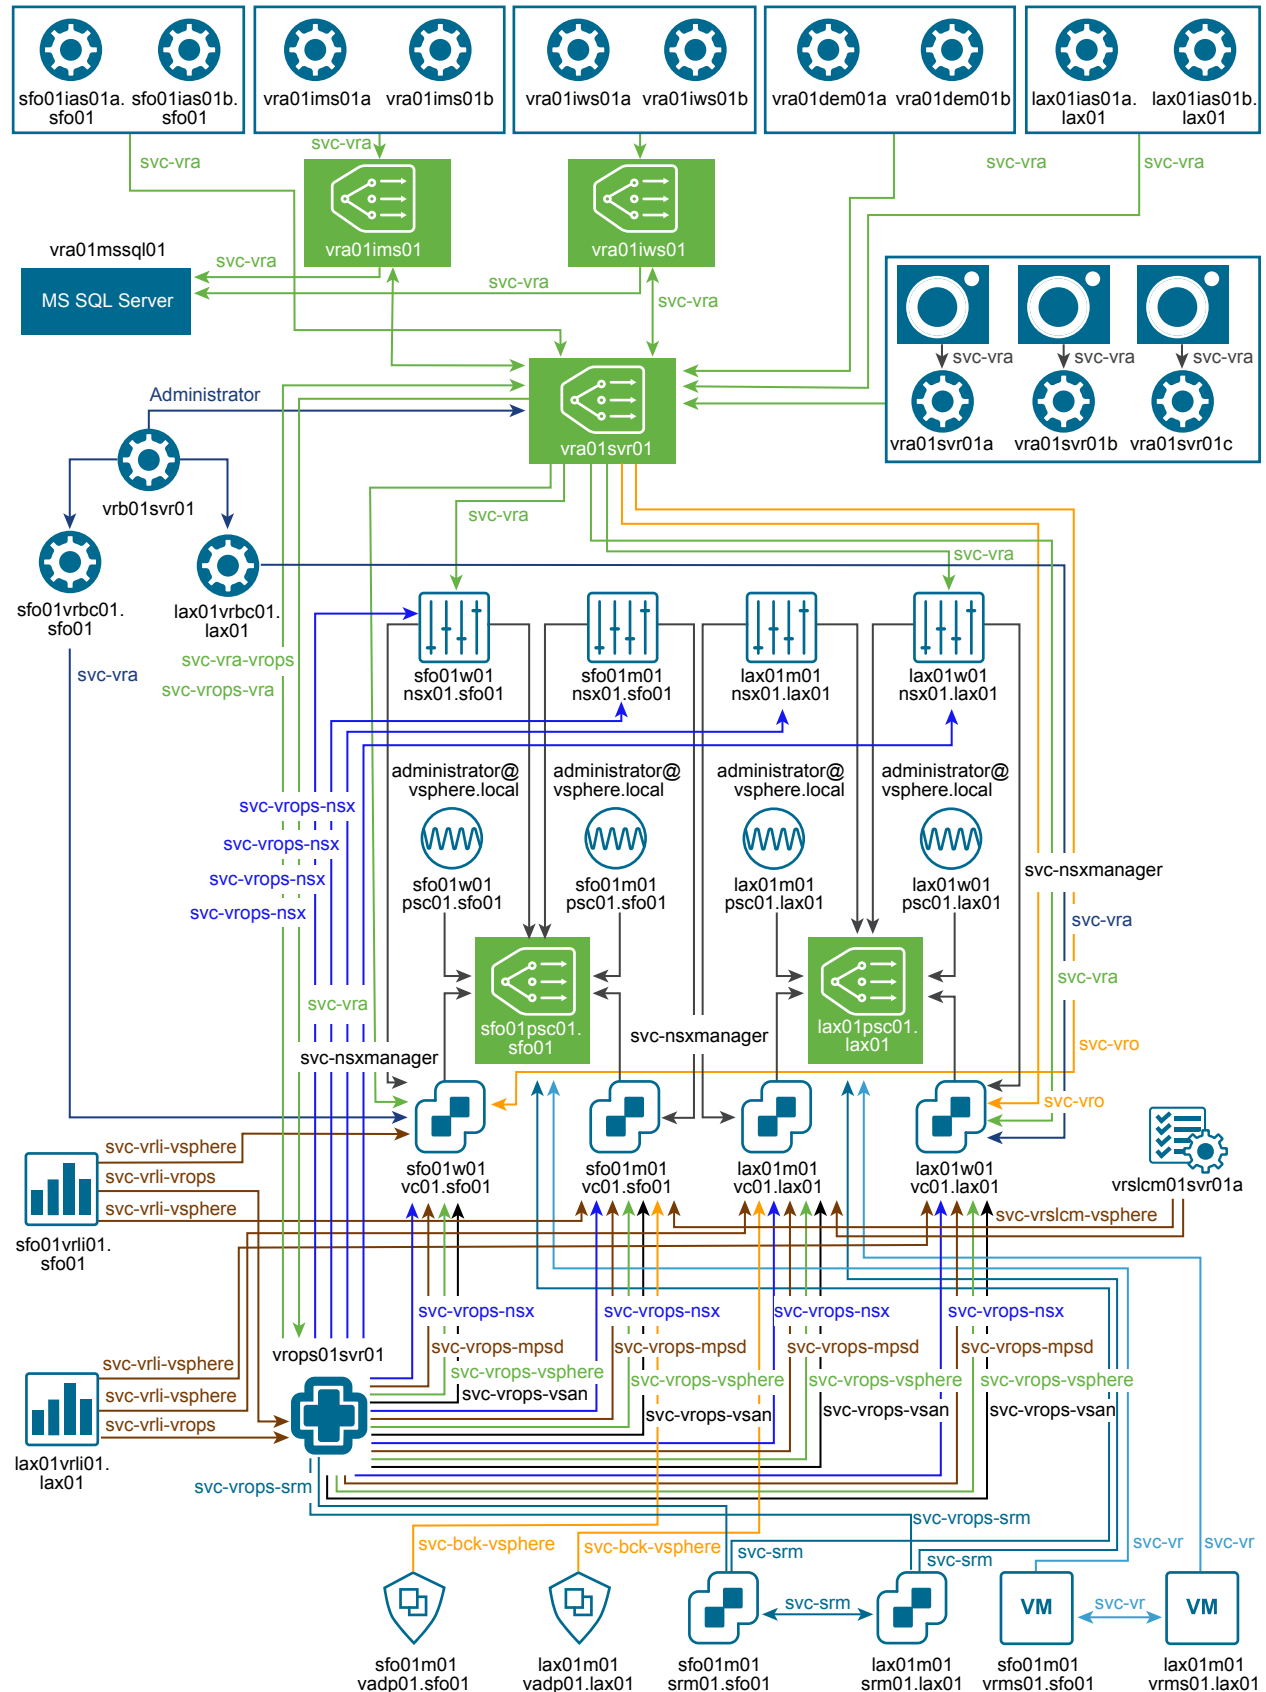 sfo01ias01a.
sfo01
sfo01ias01b.
sfo01
vra01ims01a
vra01ims01b
vra01iws01a
vra01iws01b
vra01dem01a
vra01dem01b
lax01ias01a.
lax01
lax01ias01b.
lax01
svc-vra
svc-vra
svc-vra
svc-vra
svc-vra
vra01ims01
vra01iws01
vra01mssql01
MS SQL Server
svc-vra
svc-vra
svc-vra
svc-vra
svc-vra
svc-vra
vra01svr01a
vra01svr01b
vra01svr01c
Administrator
vra01svr01
vrb01svr01
svc-vra
svc-vra
sfo01vrbc01.
sfo01
lax01vrbc01.
lax01
svc-vra-vrops
svc-vra
svc-vrops-vra
sfo01w01
nsx01.sfo01
sfo01m01
nsx01.sfo01
lax01m01
nsx01.lax01
lax01w01
nsx01.lax01
administrator@
vsphere.local
administrator@
vsphere.local
administrator@
vsphere.local
administrator@
vsphere.local
svc-vrops-nsx
svc-vrops-nsx
svc-vrops-nsx
svc-vrops-nsx
sfo01w01
psc01.sfo01
sfo01m01
psc01.sfo01
lax01m01
psc01.lax01
lax01w01
psc01.lax01
svc-nsxmanager
svc-vra
svc-vra
svc-vra
sfo01psc01.
sfo01
lax01psc01.
lax01
svc-nsxmanager
svc-nsxmanager
svc-vro
svc-vro
svc-vrli-vsphere
svc-vrli-vrops
svc-vrli-vsphere
sfo01w01
vc01.sfo01
sfo01m01
vc01.sfo01
lax01m01
vc01.lax01
lax01w01
vc01.lax01
vrslcm01svr01a
svc-vrslcm-vsphere
sfo01vrli01.
sfo01
svc-vrops-nsx
svc-vrops-nsx
svc-vrops-nsx
svc-vrops-nsx
vrops01svr01
svc-vrops-mpsd
svc-vrops-mpsd
svc-vrops-mpsd
svc-vrops-mpsd
svc-vrli-vsphere
svc-vrops-vsphere
svc-vrops-vsphere
svc-vrops-vsphere
svc-vrops-vsphere
svc-vrli-vsphere
svc-vrops-vsan
svc-vrops-vsan
svc-vrops-vsan
svc-vrops-vsan
svc-vrli-vrops
lax01vrli01.
lax01
svc-vrops-srm
svc-vrops-srm
svc-bck-vsphere
svc-bck-vsphere
svc-srm
svc-srm
svc-vr
svc-vr
svc-srm
svc-vr
VM
VM
sfo01m01
vadp01.sfo01
lax01m01
vadp01.lax01
sfo01m01
srm01.sfo01
lax01m01
srm01.lax01
sfo01m01
vrms01.sfo01
lax01m01
vrms01.lax01